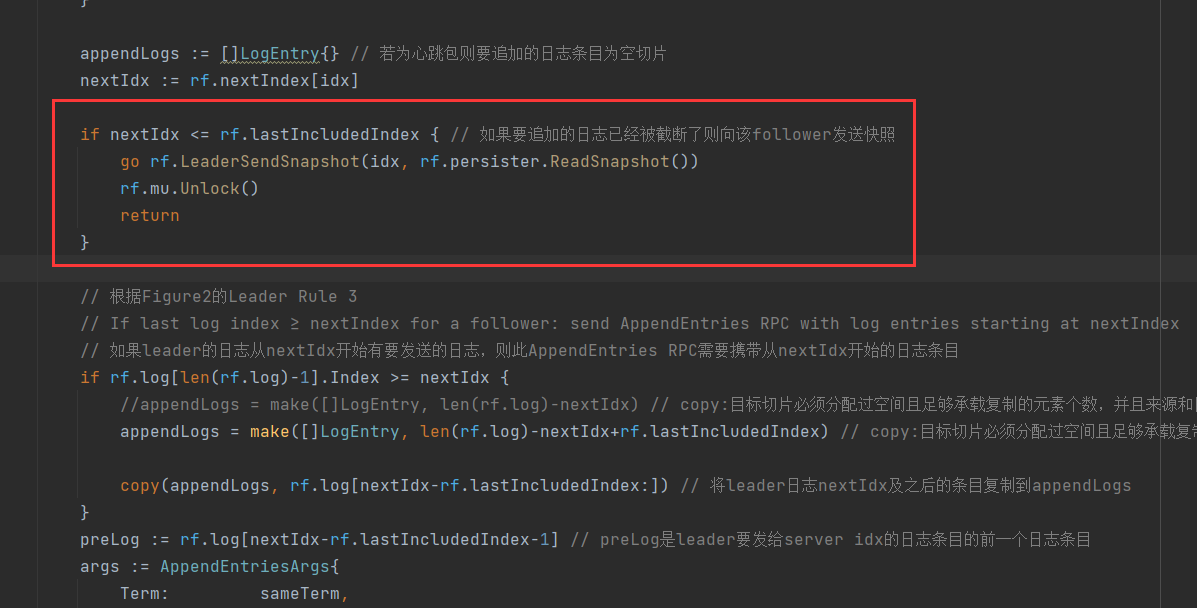 }
appendLogs := []LogEntry{} // 若为心跳包则要追加的日志条目为空切片
nextIdx := rf.nextIndex[idx]
if nextIdx <= rf.lastIncludedIndex { // 如果要追加的日志已经被截断了则向该follower发送快照
go rf.LeaderSendSnapshot(idx, rf.persister.ReadSnapshot())
rf.mu.Unlock()
return
}
// 根据Figure2的Leader Rule 3
// If last log index ≥ nextIndex for a follower: send AppendEntries RPC with log entries starting at nextIndex
// 如果leader的日志从nextIdx开始有要发送的日志，则此AppendEntries RPC需要携带从nextIdx开始的日志条目
if rf.log[len(rf.log)-1].Index >= nextIdx {
//appendLogs = make([]LogEntry, len(rf.log)-nextIdx) // copy:目标切片必须分配过空间且足够承载复制的元素个数，并且来源和
appendLogs = make([]LogEntry, len(rf.log)-nextIdx+rf.lastIncludedIndex) // copy:目标切片必须分配过空间且足够承载复
copy(appendLogs, rf.log[nextIdx-rf.lastIncludedIndex:]) // 将leader日志nextIdx及之后的条目复制到appendLogs
}
preLog := rf.log[nextIdx-rf.lastIncludedIndex-1] // preLog是leader要发给server idx的日志条目的前一个日志条目
args := AppendEntriesArgs{
Term: sameTerm,